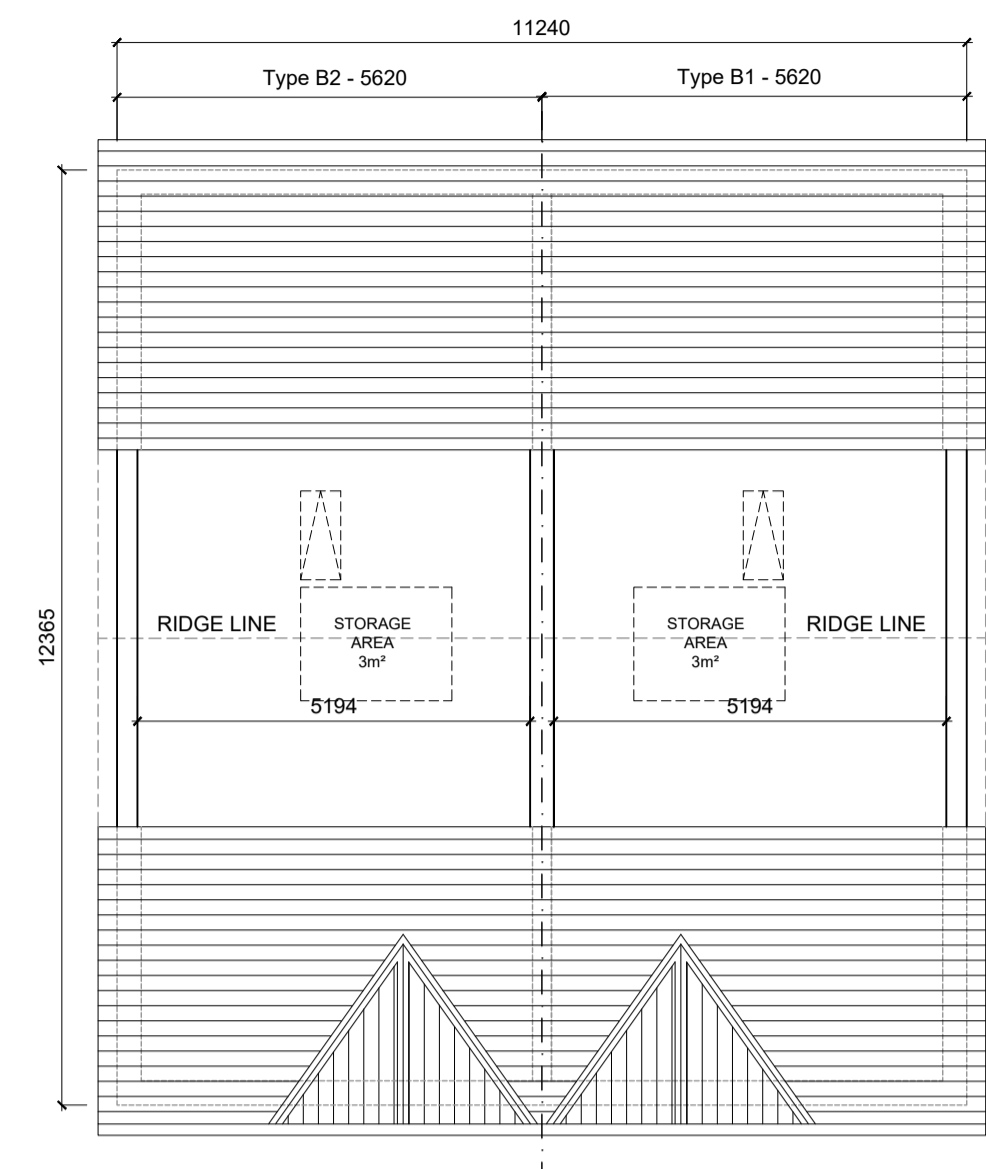 11240
Type B2 - 5620
Type B1 - 5620
12365
RIDGE LINE
STORAGE
AREA
3m²
STORAGE
AREA
3m²
RIDGE LINE
5194
5194